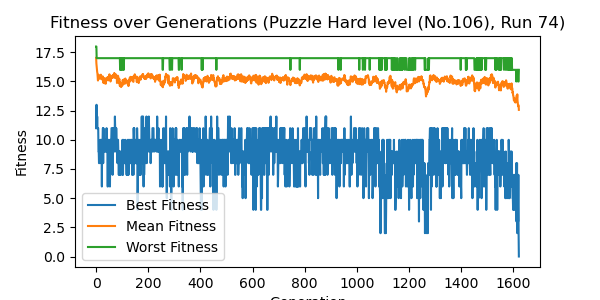 Fitness over Generations (Puzzle Hard level (No.106), Run 74)
Fitness
17.5
15.0
12.5
10.0
7.5
5.0
2.5
0.0
Best Fitness
Mean Fitness
Worst Fitness
0 200 400 600 800 1000 1200 1400 1600
Generation